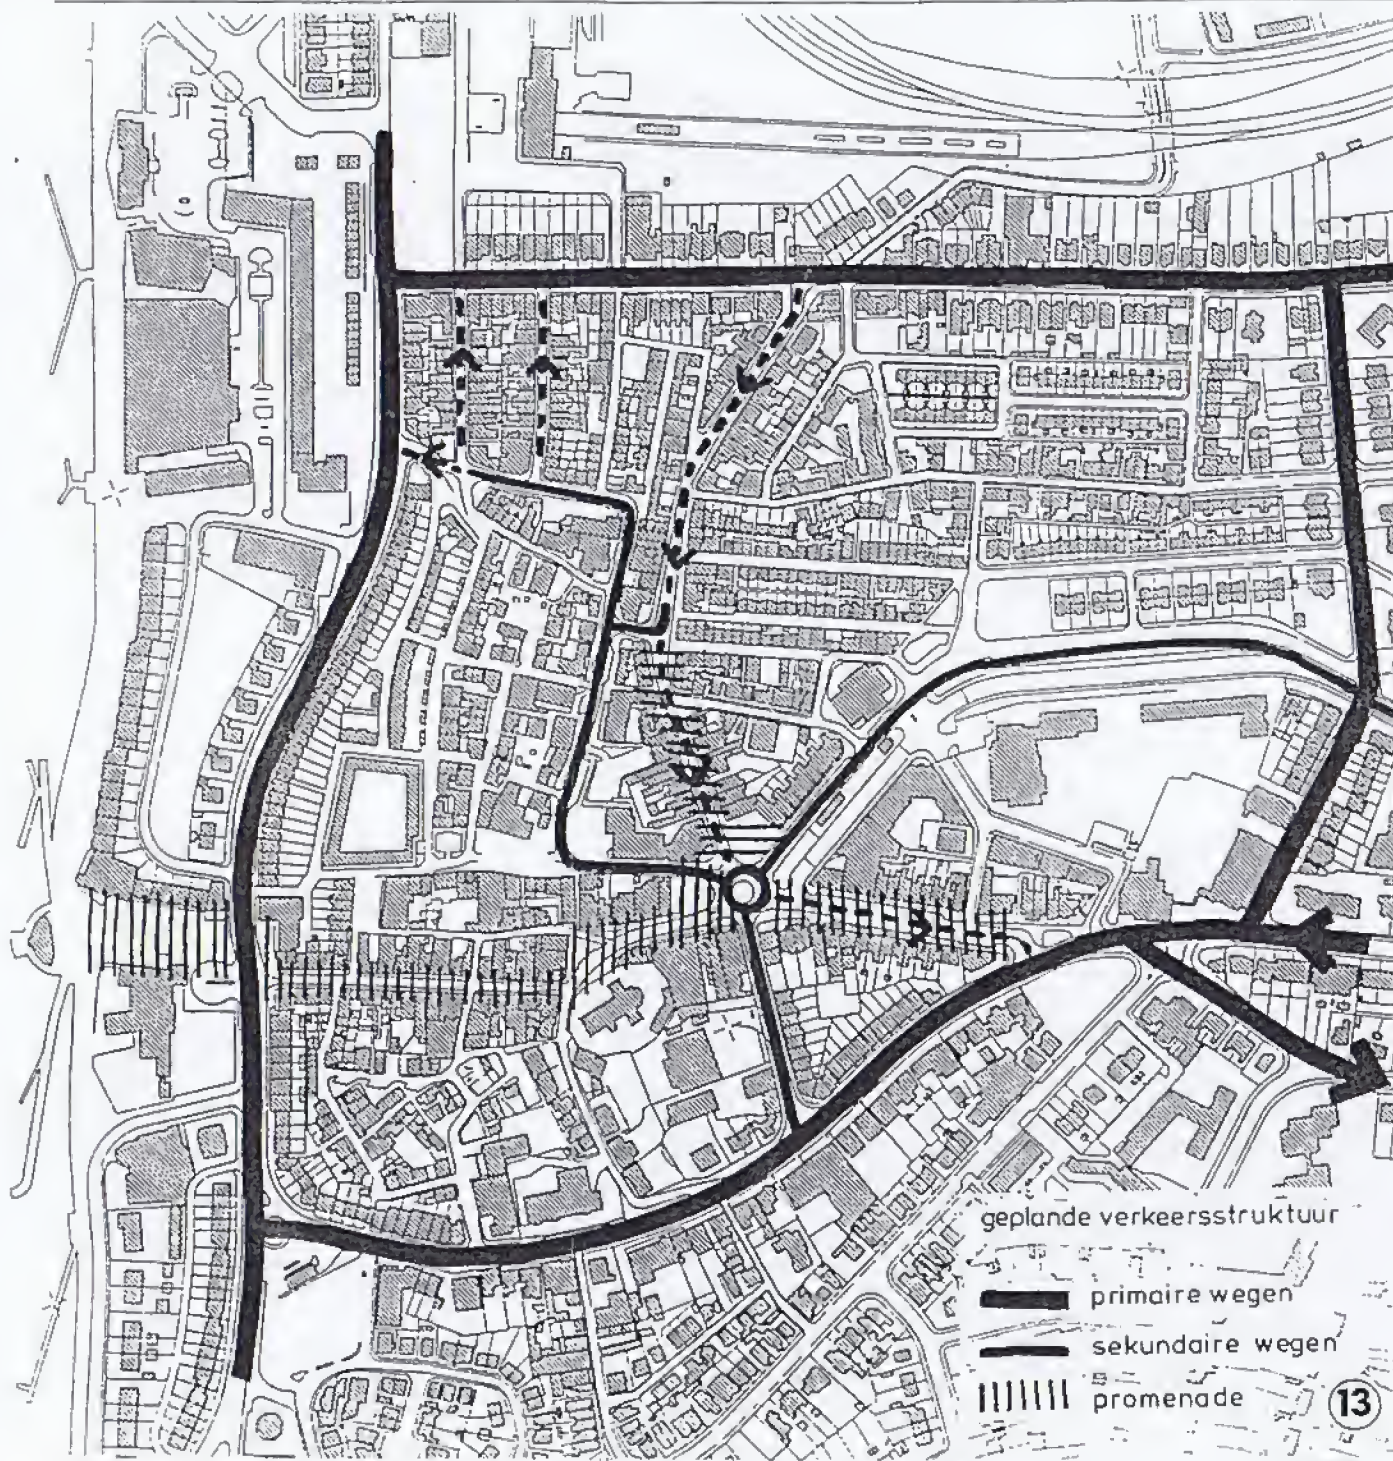 geplande verkeersstruktuur
primaire wegen
sekundaire wegen
promenade
13